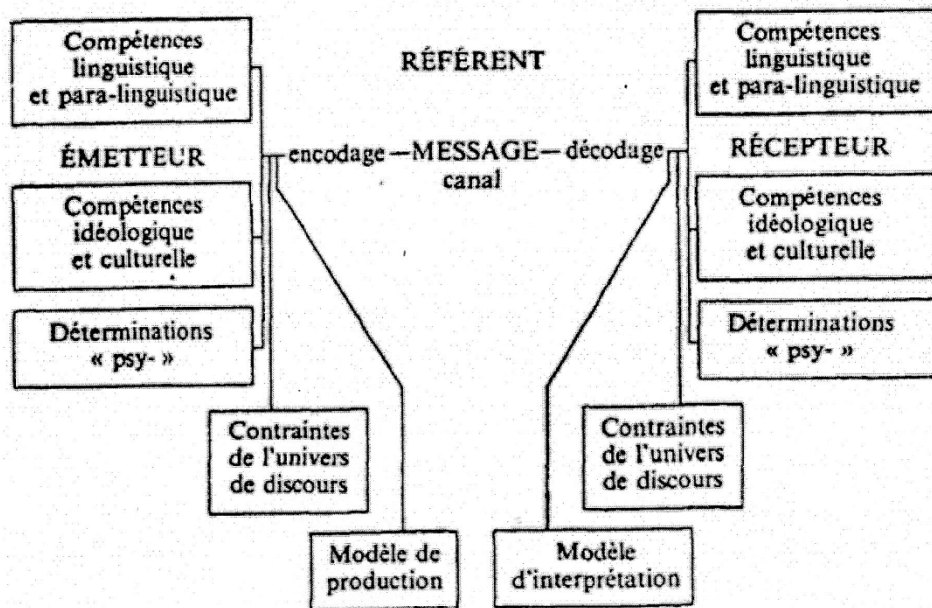 Compétences
linguistique
et para-linguistique
RÉFÉRENT
Compétences
linguistique
et para-linguistique
ÉMETTEUR
encodage — MESSAGE — décodage
canal
RÉCEPTEUR
Compétences
idéologique
et culturelle
Compétences
idéologique
et culturelle
Déterminations
« psy- »
Déterminations
« psy- »
Contraintes
de l'univers
de discours
Contraintes
de l'univers
de discours
Modèle de
production
Modèle
d'interprétation